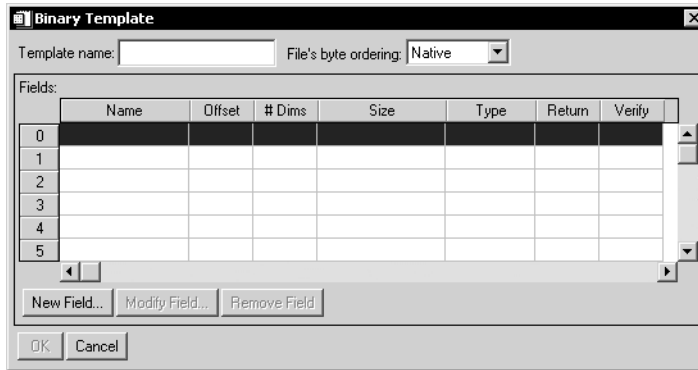 Binary Template
Template name: File's byte ordering: Native
Fields:
Name Offset # Dims Size Type Return Verify
0
1
2
3
4
5
New Field... Modify Field... Remove Field
OK Cancel